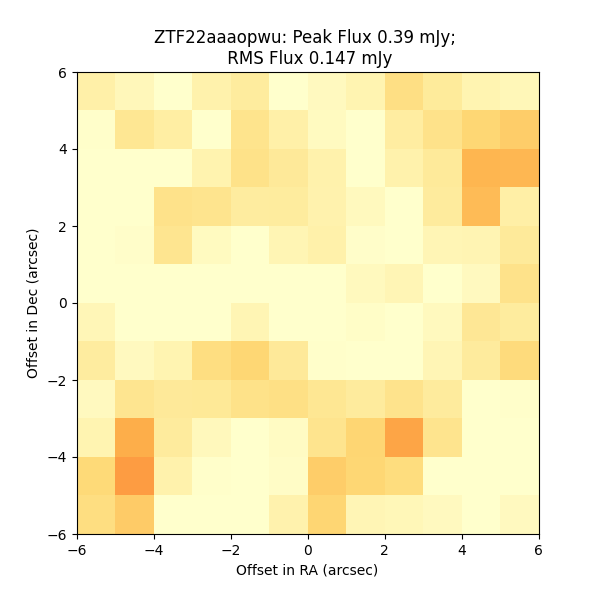 ZTF22aaaopwu: Peak Flux 0.39 mJy;
RMS Flux 0.147 mJy
6
4
2
0
−2
−4
−6
Offset in Dec (arcsec)
−6 −4 −2 0 2 4 6
Offset in RA (arcsec)